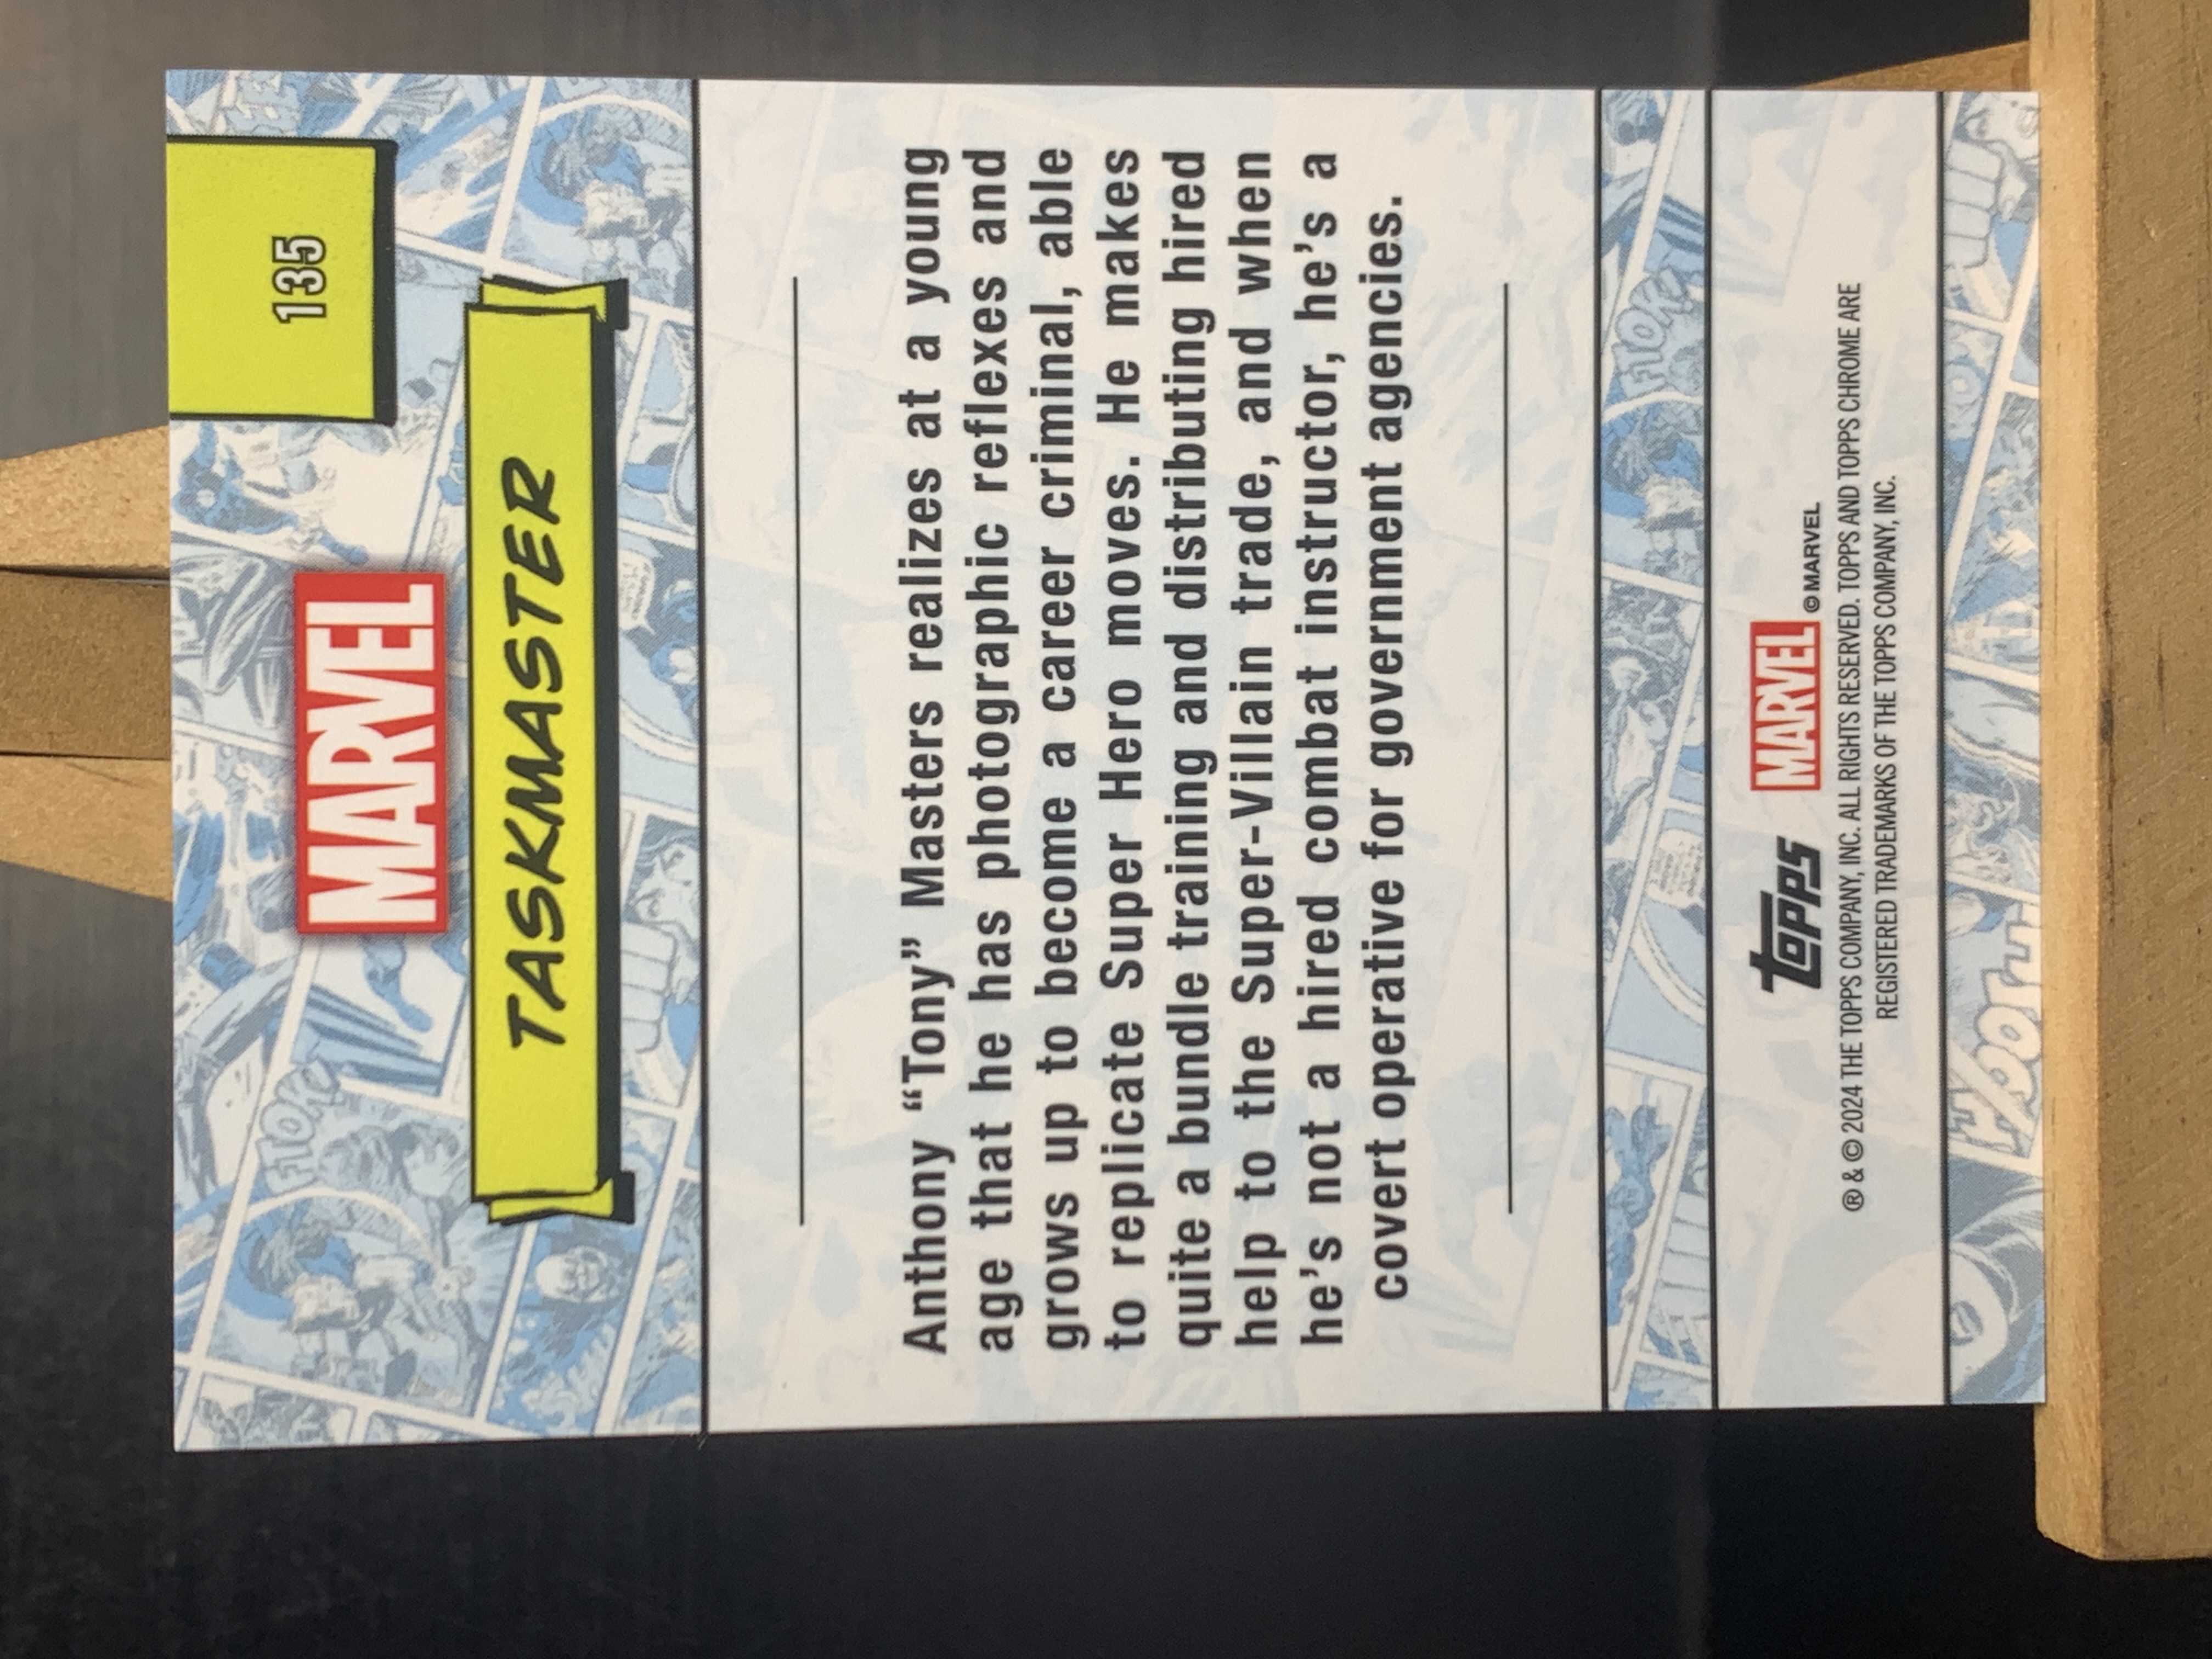 135
MARVEL
TASKMASTER
Anthony “Tony” Masters realizes at a young
age that he has photographic reflexes and
grows up to become a career criminal, able
to replicate Super Hero moves. He makes
quite a bundle training and distributing hired
help to the Super-Villain trade, and when
he’s not a hired combat instructor, he’s a
covert operative for government agencies.
FTOK!
FTOK!
topps MARVEL © MARVEL
® & © 2024 THE TOPPS COMPANY, INC. ALL RIGHTS RESERVED. TOPPS AND TOPPS CHROME ARE
REGISTERED TRADEMARKS OF THE TOPPS COMPANY, INC.